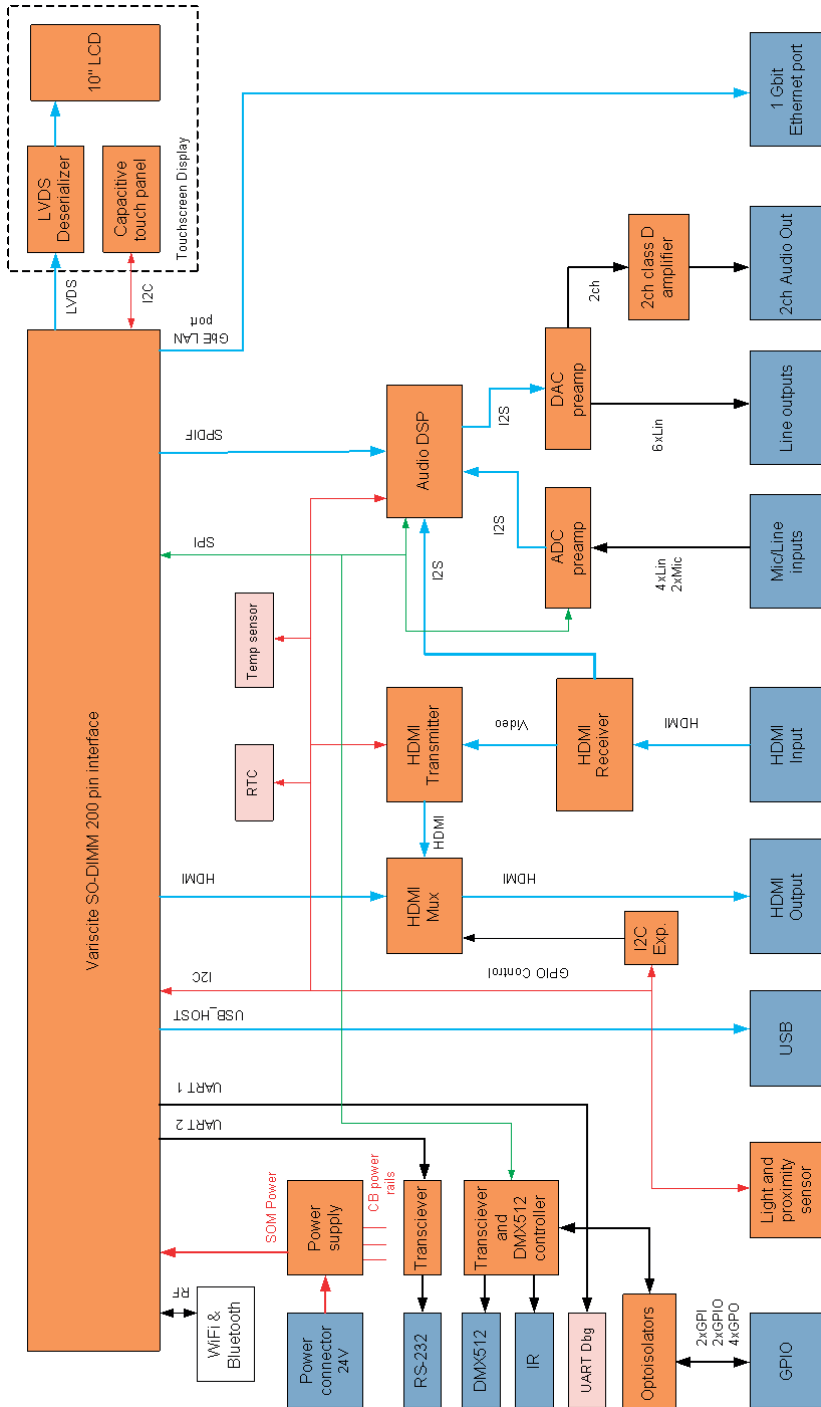 WiFi &
Bluetooth
RF
Power
connector
24V
Power
supply
SOM Power
CB power
rails
RS-232
Transciever
UART 2
DMX512
IR
Transciever
and
DMX512
controller
UART 1
UART Dbg
Optoisolators
2xGPI
2xGPIO
4xGPO
GPIO
Light and
proximity
sensor
USB_HOST
USB
I2C
GPIO Control
I2C
Exp.
HDMI
HDMI
Mux
HDMI
HDMI
Output
Variscite SO-DIMM 200 pin interface
RTC
Temp sensor
HDMI
HDMI
Transmitter
Video
HDMI
Receiver
HDMI
HDMI
Input
SPI
SPDIF
Audio DSP
I2S
I2S
I2S
ADC
preamp
4xLin
2xMic
Mic/Line
inputs
DAC
preamp
6xLin
Line outputs
2ch
2ch class D
amplifier
2ch Audio Out
GbE LAN
port
1 Gbit
Ethernet port
LVDS
I2C
LVDS
Deserializer
Capacitive
touch panel
10" LCD
Touchscreen Display